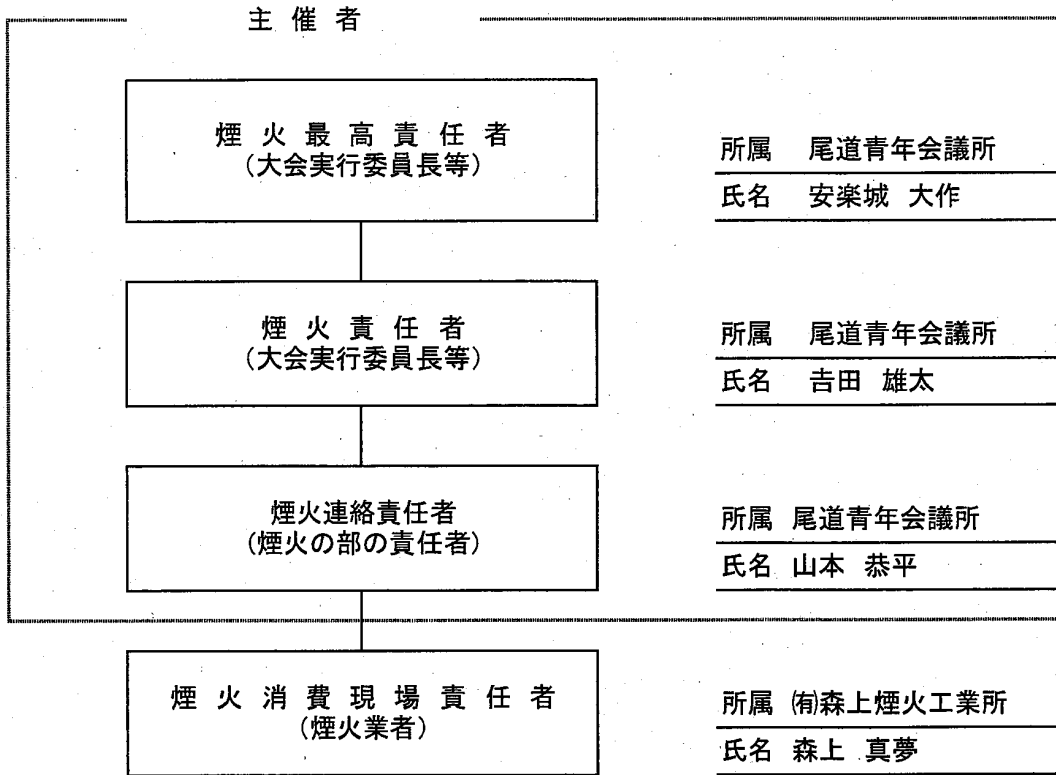 主催者
煙火最高責任者
(大会実行委員長等)
所属 尾道青年会議所
氏名 安楽城 大作
煙火責任者
(大会実行委員長等)
所属 尾道青年会議所
氏名 𠮷田 雄太
煙火連絡責任者
(煙火の部の責任者)
所属 尾道青年会議所
氏名 山本 恭平
煙火消費現場責任者
(煙火業者)
所属 ㈲森上煙火工業所
氏名 森上 真夢